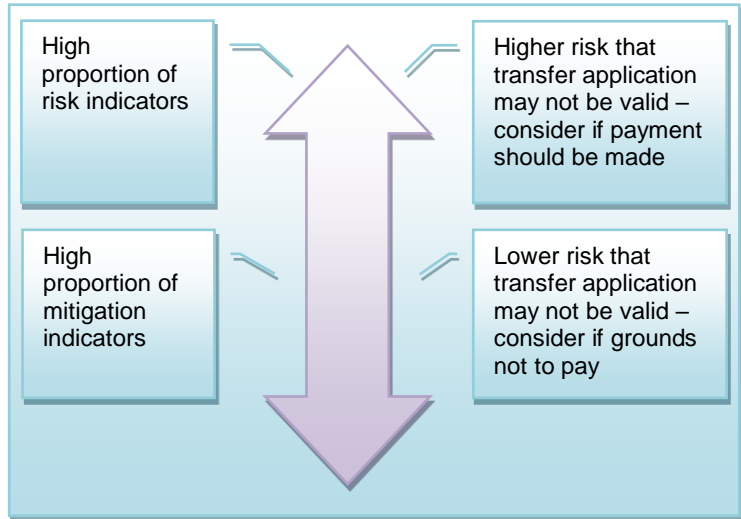 High
proportion of
risk indicators
Higher risk that
transfer application
may not be valid –
consider if payment
should be made
High
proportion of
mitigation
indicators
Lower risk that
transfer application
may not be valid –
consider if grounds
not to pay